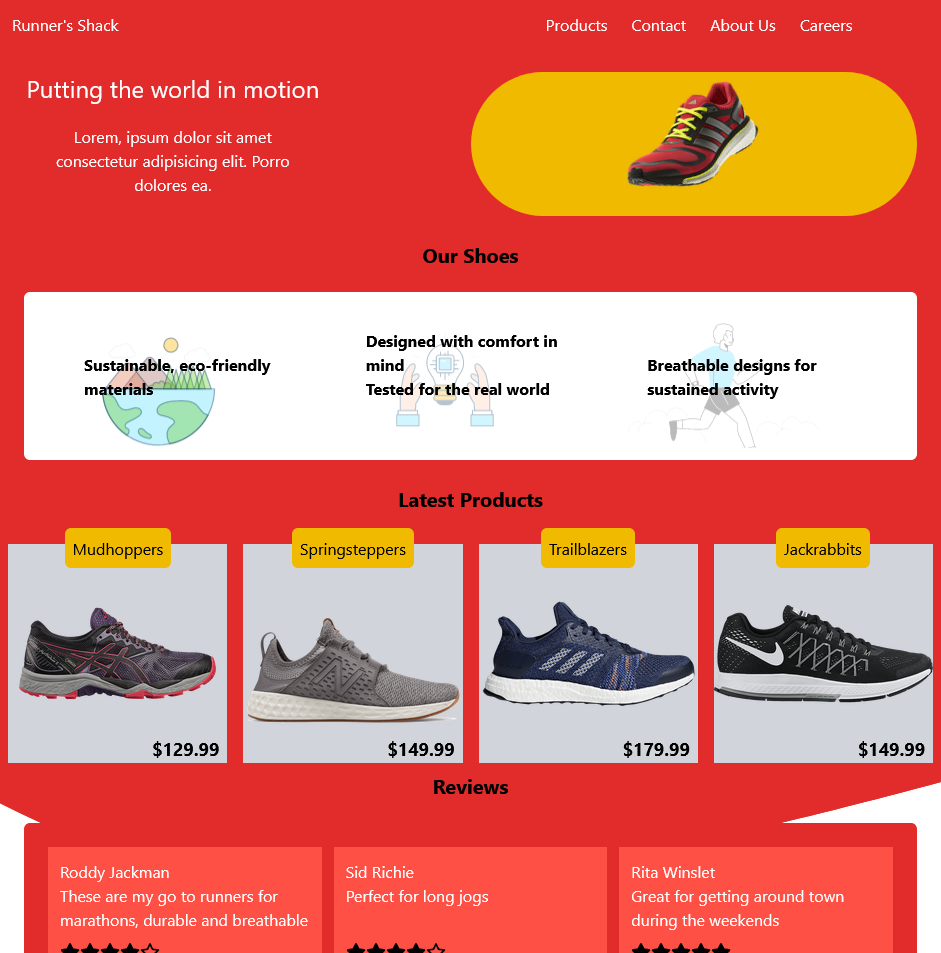 Runner's Shack
Products
Contact
About Us
Careers
Putting the world in motion
Lorem, ipsum dolor sit amet
consectetur adipisicing elit. Porro
dolores ea.
Our Shoes
Sustainable, eco-friendly
materials
Designed with comfort in
mind
Tested for the real world
Breathable designs for
sustained activity
Latest Products
Mudhoppers
$129.99
Springsteppers
$149.99
Trailblazers
$179.99
Jackrabbits
$149.99
Reviews
Roddy Jackman
These are my go to runners for
marathons, durable and breathable
Sid Richie
Perfect for long jogs
Rita Winslet
Great for getting around town
during the weekends